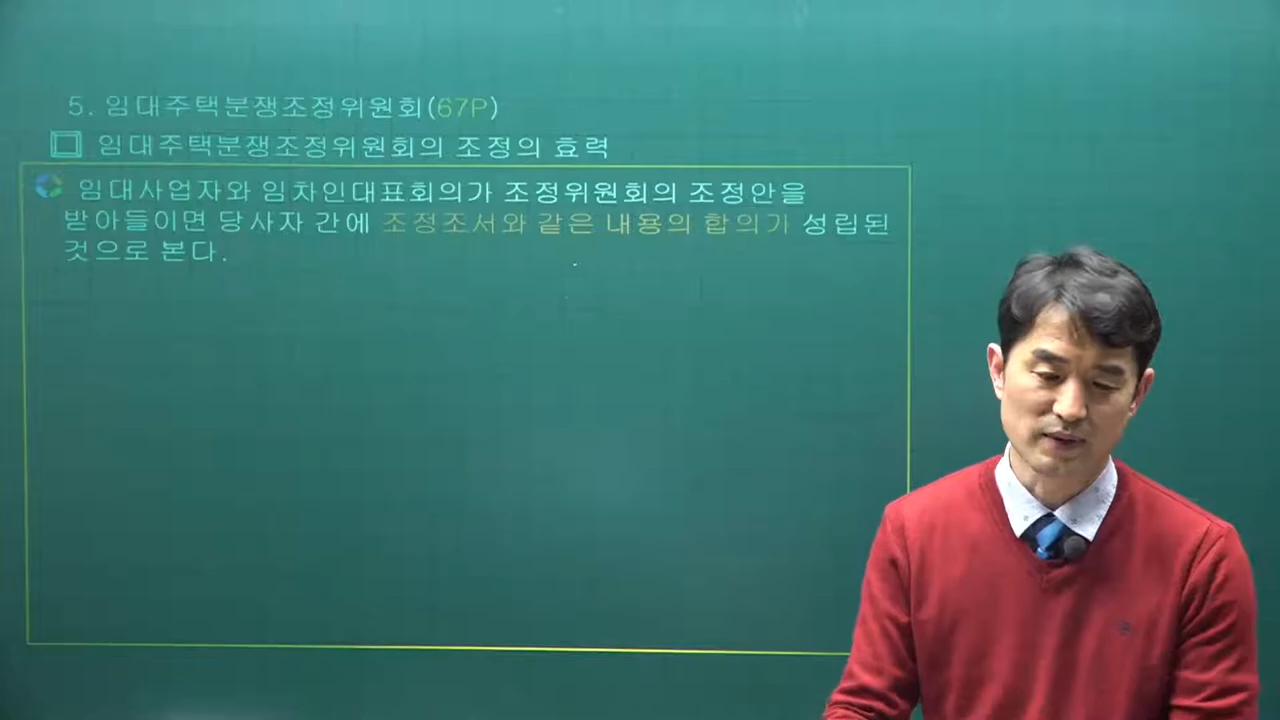 5. 임대주택분쟁조정위원회(67P)
임대주택분쟁조정위원회의 조정의 효력
임대사업자와 임차인대표회의가 조정위원회의 조정안을
받아들이면 당사자 간에 조정조서와 같은 내용의 합의가 성립된
것으로 본다.